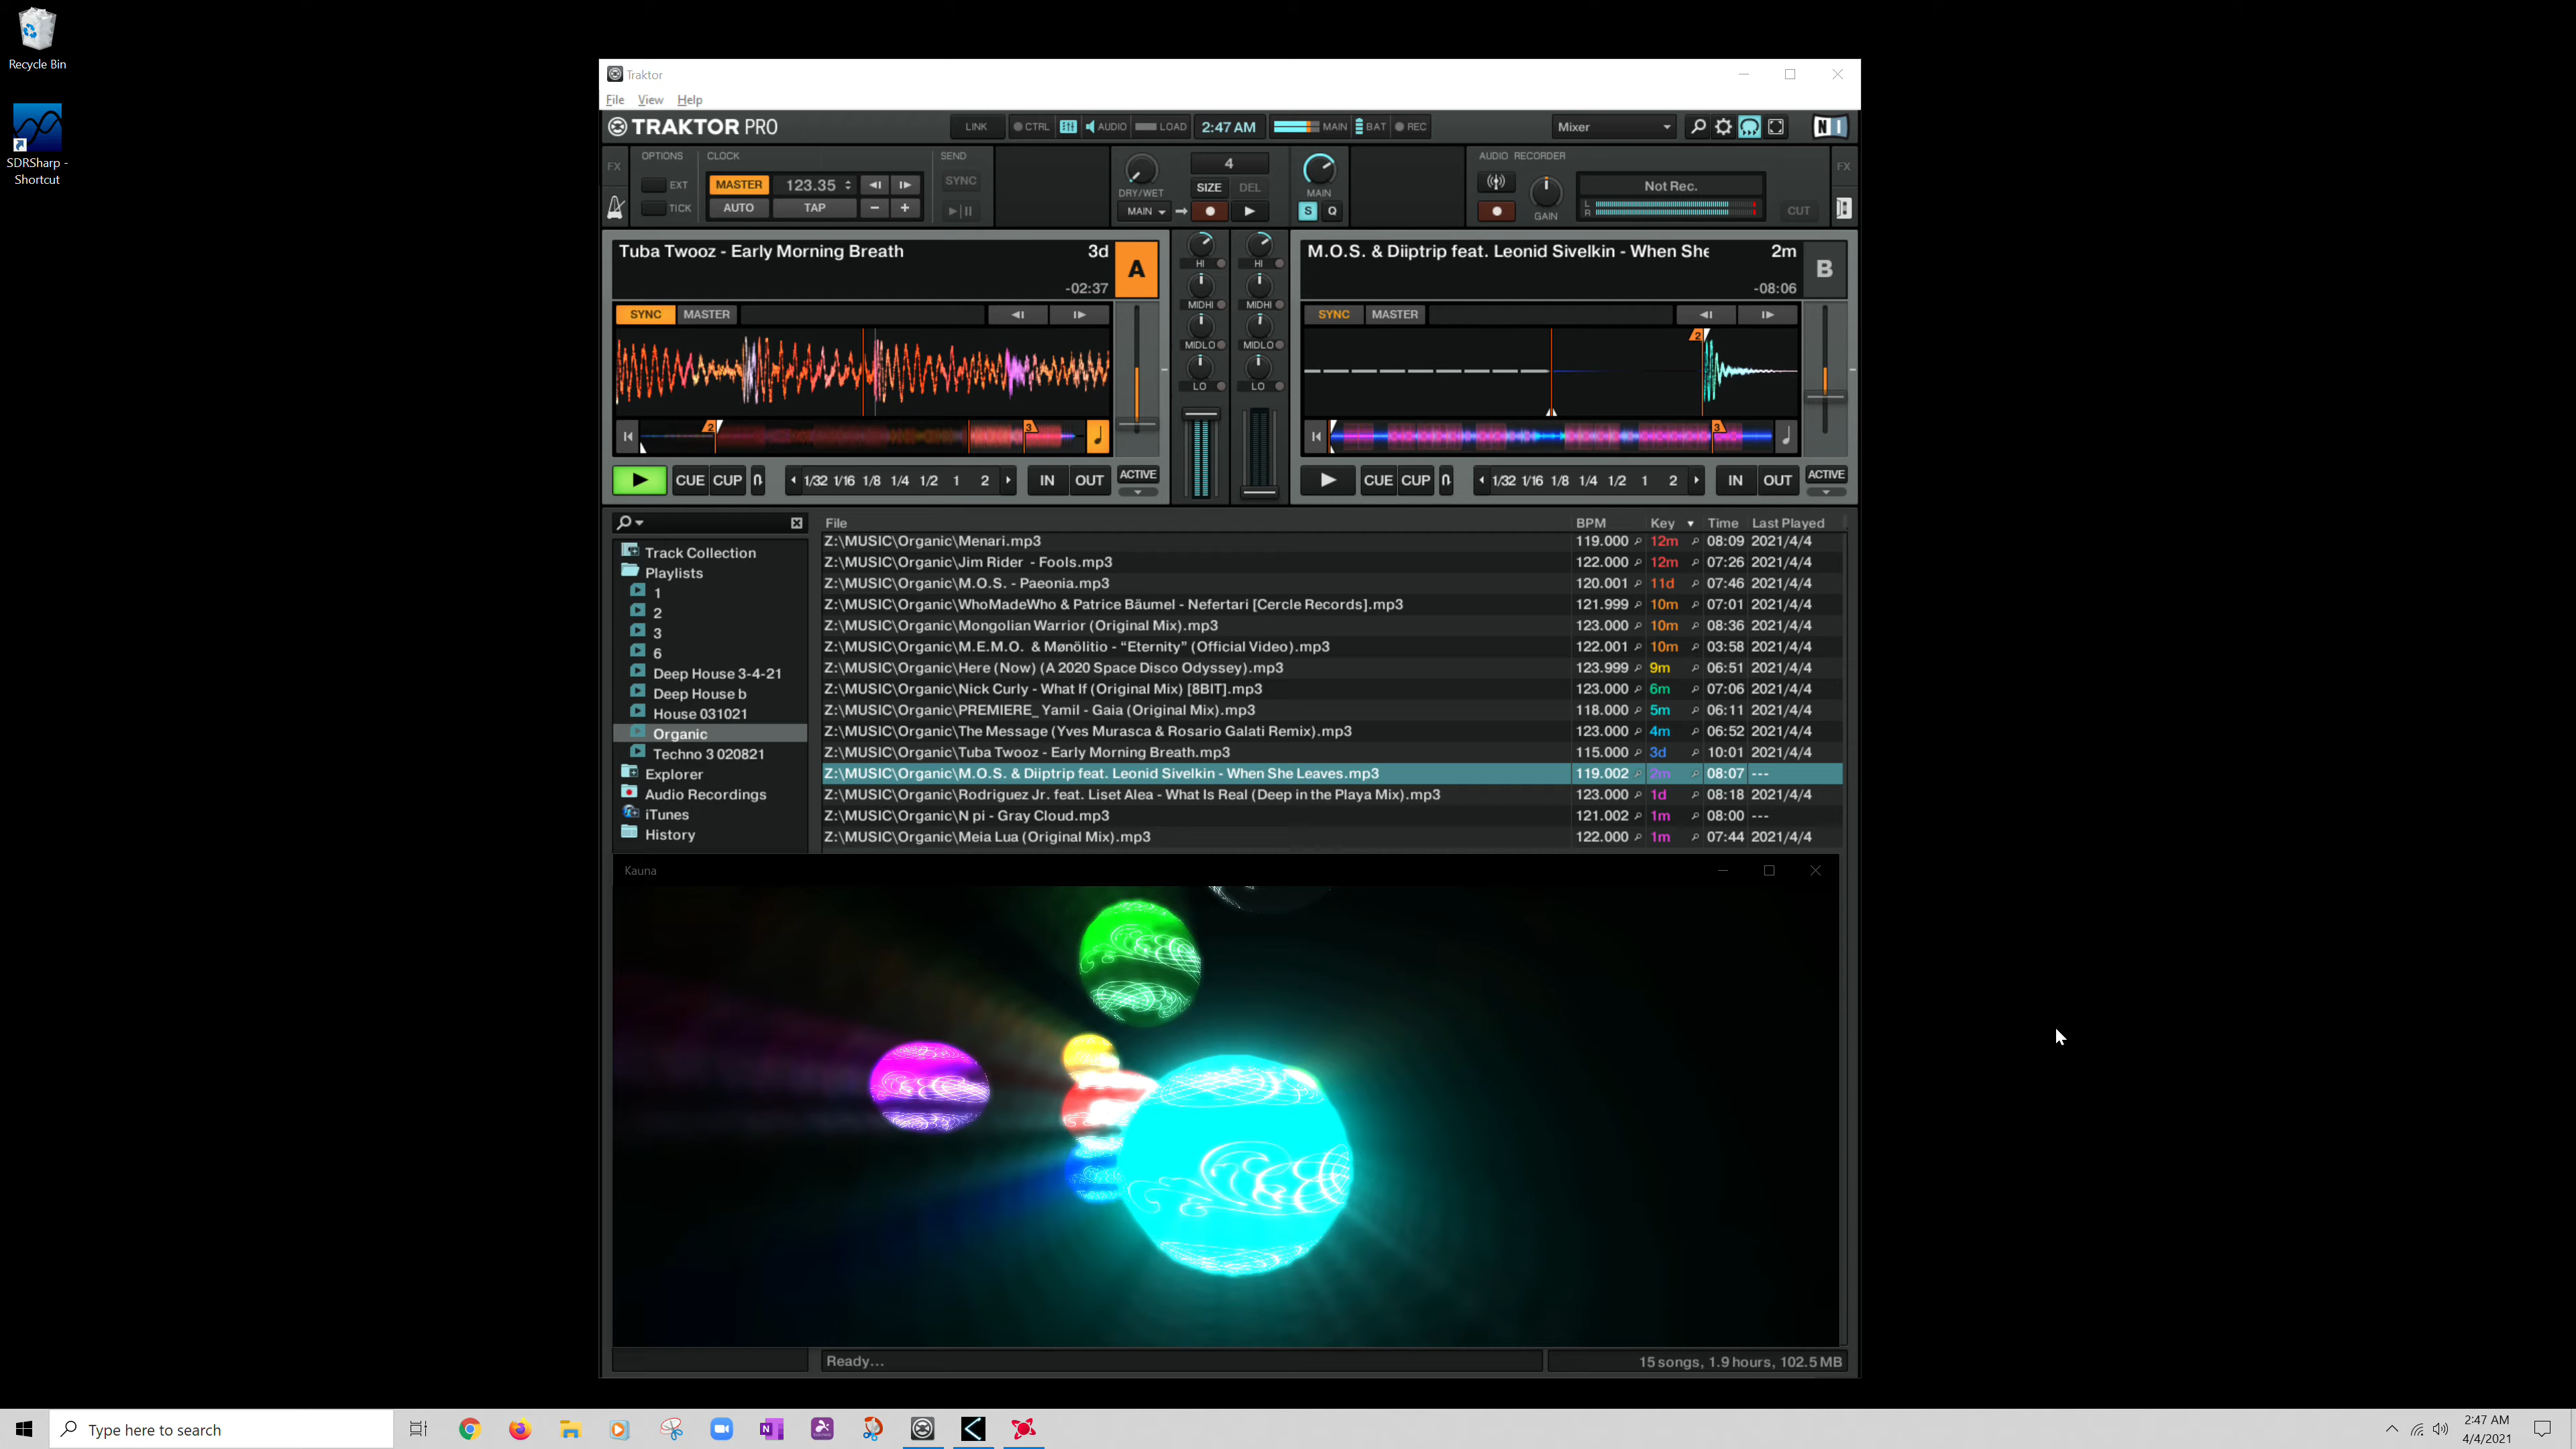 Recycle Bin
SDRSharp -
Shortcut
Traktor
File View Help
TRAKTOR PRO
LINK CTRL AUDIO LOAD 2:47 AM MAIN BAT REC Mixer N I
FX OPTIONS CLOCK SEND
EXT MASTER 123.35 SYNC
TICK AUTO TAP - +
4
DRY/WET SIZE DEL MAIN
MAIN S Q
AUDIO RECORDER FX
Not Rec.
L
R
GAIN CUT
Tuba Twooz - Early Morning Breath 3d A
-02:37
SYNC MASTER
2 3
CUE CUP 1/32 1/16 1/8 1/4 1/2 1 2 IN OUT ACTIVE
HI HI
MIDHI MIDHI
MIDLO MIDLO
LO LO
M.O.S. & Diiptrip feat. Leonid Sivelkin - When She 2m B
-08:06
SYNC MASTER
2
3
CUE CUP 1/32 1/16 1/8 1/4 1/2 1 2 IN OUT ACTIVE
Track Collection
Playlists
1
2
3
6
Deep House 3-4-21
Deep House b
House 031021
Organic
Techno 3 020821
Explorer
Audio Recordings
iTunes
History
File BPM Key Time Last Played
Z:\MUSIC\Organic\Menari.mp3 119.000 12m 08:09 2021/4/4
Z:\MUSIC\Organic\Jim Rider  - Fools.mp3 122.000 12m 07:26 2021/4/4
Z:\MUSIC\Organic\M.O.S. - Paeonia.mp3 120.001 11d 07:46 2021/4/4
Z:\MUSIC\Organic\WhoMadeWho & Patrice Bäumel - Nefertari [Cercle Records].mp3 121.999 10m 07:01 2021/4/4
Z:\MUSIC\Organic\Mongolian Warrior (Original Mix).mp3 123.000 10m 08:36 2021/4/4
Z:\MUSIC\Organic\M.E.M.O.  & Mønölitio - “Eternity” (Official Video).mp3 122.001 10m 03:58 2021/4/4
Z:\MUSIC\Organic\Here (Now) (A 2020 Space Disco Odyssey).mp3 123.999 9m 06:51 2021/4/4
Z:\MUSIC\Organic\Nick Curly - What If (Original Mix) [8BIT].mp3 123.000 6m 07:06 2021/4/4
Z:\MUSIC\Organic\PREMIERE_ Yamil - Gaia (Original Mix).mp3 118.000 5m 06:11 2021/4/4
Z:\MUSIC\Organic\The Message (Yves Murasca & Rosario Galati Remix).mp3 123.000 4m 06:52 2021/4/4
Z:\MUSIC\Organic\Tuba Twooz - Early Morning Breath.mp3 115.000 3d 10:01 2021/4/4
Z:\MUSIC\Organic\M.O.S. & Diiptrip feat. Leonid Sivelkin - When She Leaves.mp3 119.002 2m 08:07 ---
Z:\MUSIC\Organic\Rodriguez Jr. feat. Liset Alea - What Is Real (Deep in the Playa Mix).mp3 123.000 1d 08:18 2021/4/4
Z:\MUSIC\Organic\N pi - Gray Cloud.mp3 121.002 1m 08:00 ---
Z:\MUSIC\Organic\Meia Lua (Original Mix).mp3 122.000 1m 07:44 2021/4/4
Kauna
Ready... 15 songs, 1.9 hours, 102.5 MB
Type here to search
2:47 AM
4/4/2021